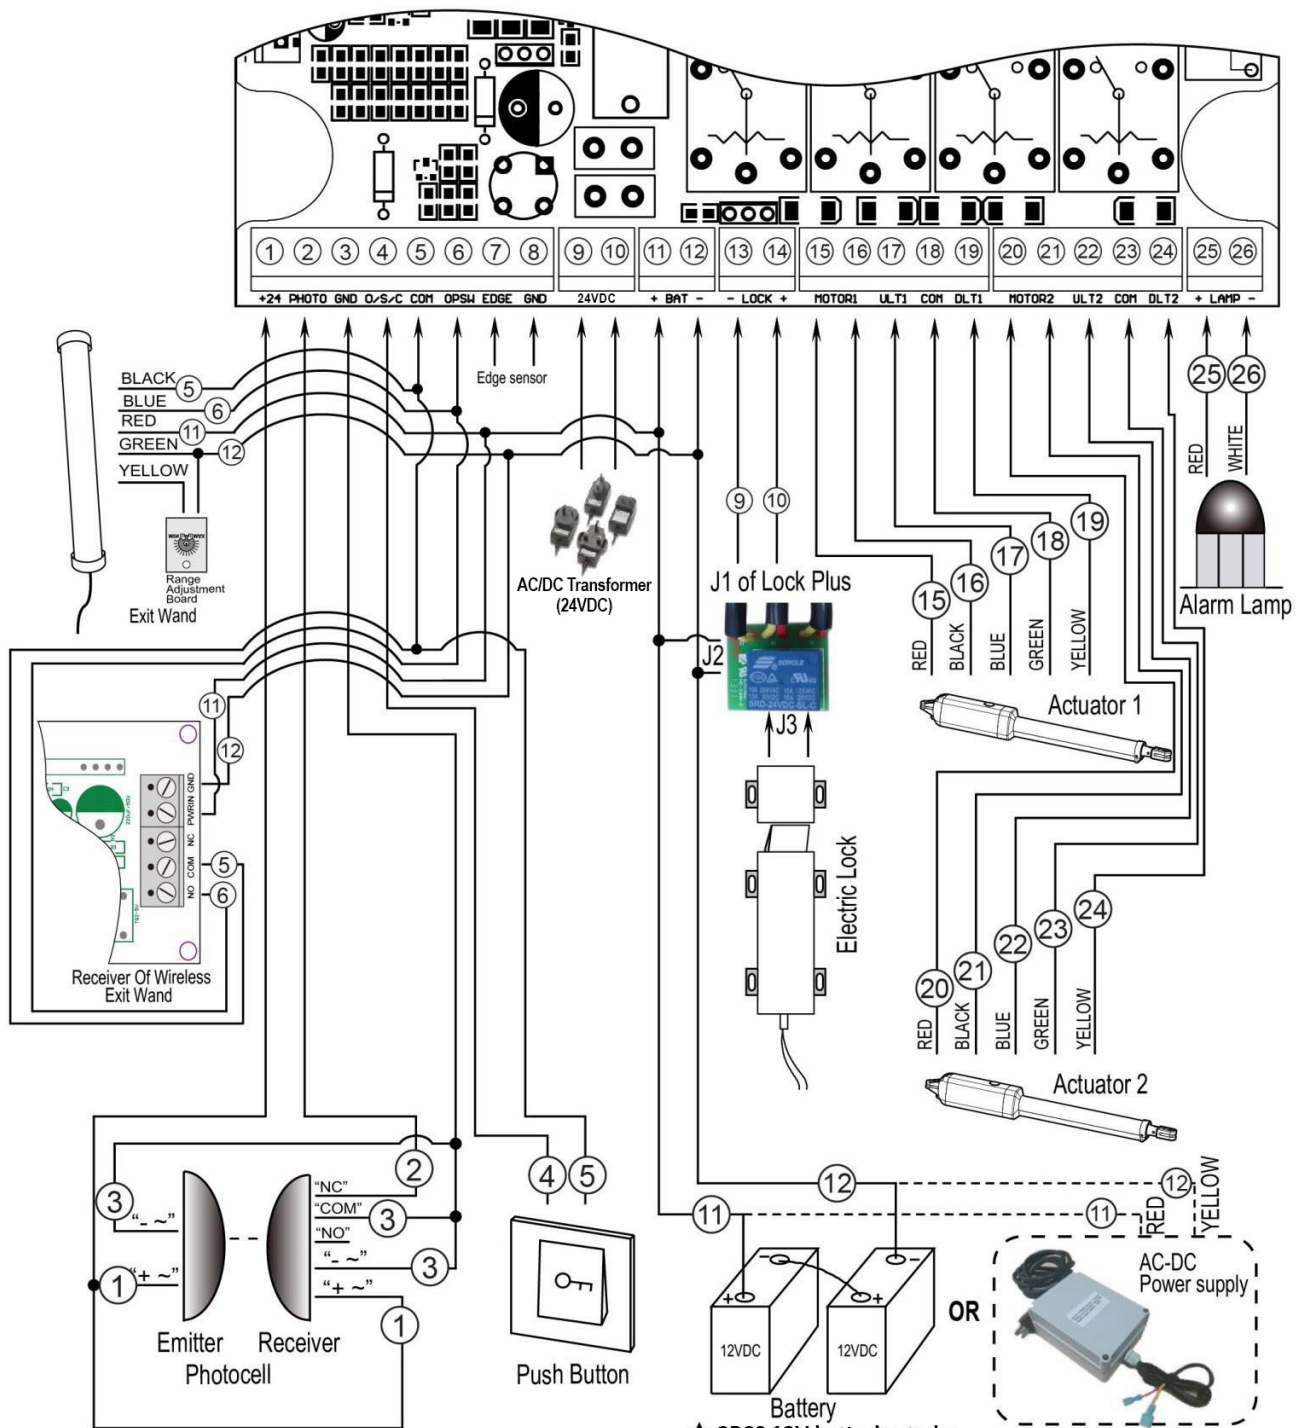 1 2 3 4 5 6 7 8 9 10 11 12 13 14 15 16 17 18 19 20 21 22 23 24 25 26
+24 PHOTO GND O/S/C COM OPSW EDGE GND 24VDC + BAT - - LOCK + MOTOR1 ULT1 COM DLT1 MOTOR2 ULT2 COM DLT2 + LAMP -
BLACK 5
BLUE 6
RED 11
GREEN 12
YELLOW
Range
Adjustment
Board
Exit Wand
Edge sensor
AC/DC Transformer
(24VDC)
9 10
J1 of Lock Plus
J2
SONGLE
SRD-24VDC-SL-C
J3
Electric Lock
15 16 17 18 19
RED BLACK BLUE GREEN YELLOW
Actuator 1
25 26
RED WHITE
Alarm Lamp
11
12
GND
PWRIN
NC
COM 5
NO 6
Receiver Of Wireless
Exit Wand
20 21 22 23 24
RED BLACK BLUE GREEN YELLOW
Actuator 2
3
"- ~"
1
"+ ~"
2
"NC"
"COM" 3
"NO"
"- ~" 3
"+ ~" 1
Emitter Receiver
Photocell
4 5
Push Button
12 12 YELLOW
11 11 RED
- + - +
12VDC 12VDC
Battery
OR
AC-DC
Power supply